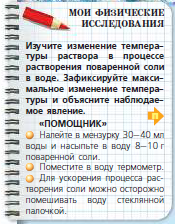 МОИ ФИЗИЧЕСКИЕ
ИССЛЕДОВАНИЯ
Изучите изменение темпера-
туры раствора в процессе
растворения поваренной соли
в воде. Зафиксируйте макси-
мальное изменение темпера-
туры и объясните наблюдае-
мое явление.
«ПОМОЩНИК»
Налейте в мензурку 30–40 мл
воды и насыпьте в воду 8–10 г
поваренной соли.
Поместите в воду термометр.
Для ускорения процесса рас-
творения соли можно осторожно
помешивать воду стеклянной
палочкой.